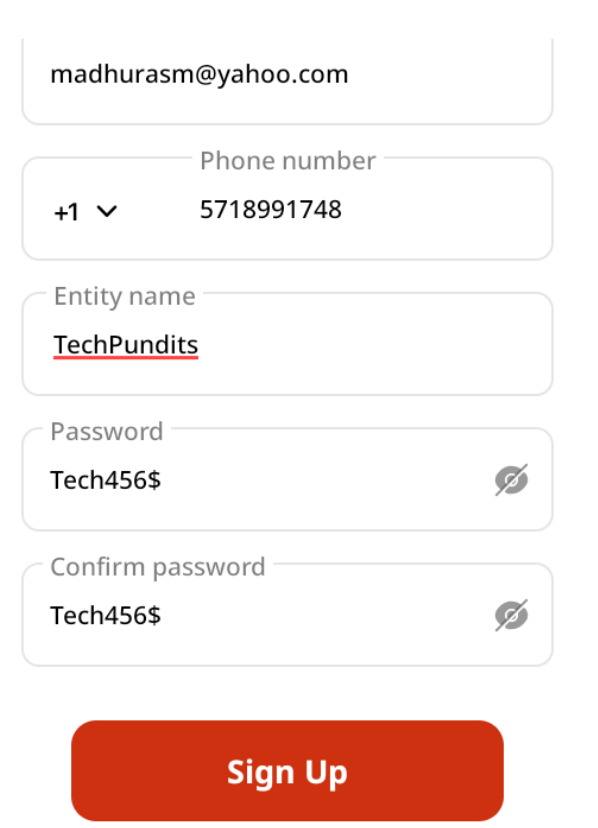 madhurasm@yahoo.com
Phone number
+1 5718991748
Entity name
TechPundits
Password
Tech456$
Confirm password
Tech456$
Sign Up